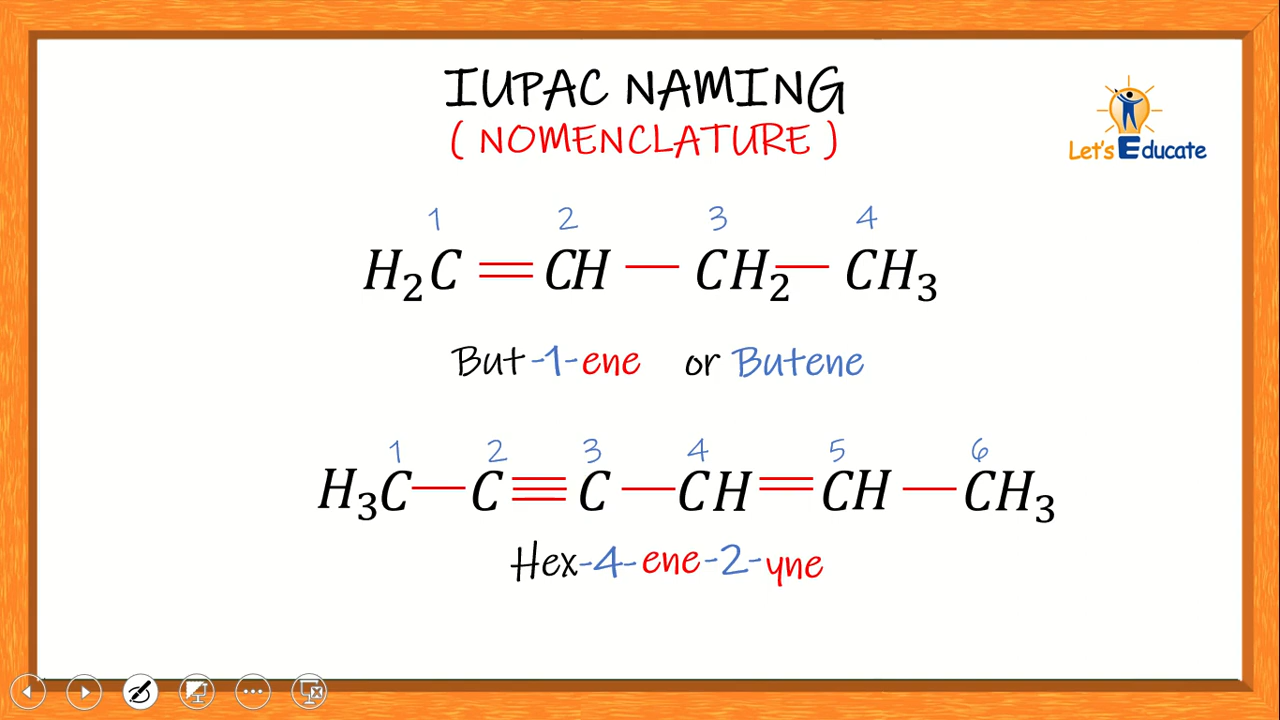 IUPAC NAMING
( NOMENCLATURE )
Let's Educate
1 2 3 4
H₂C = CH — CH₂ — CH₃
But-1-ene or Butene
1 2 3 4 5 6
H₃C — C ≡ C — CH = CH — CH₃
Hex-4-ene-2-yne